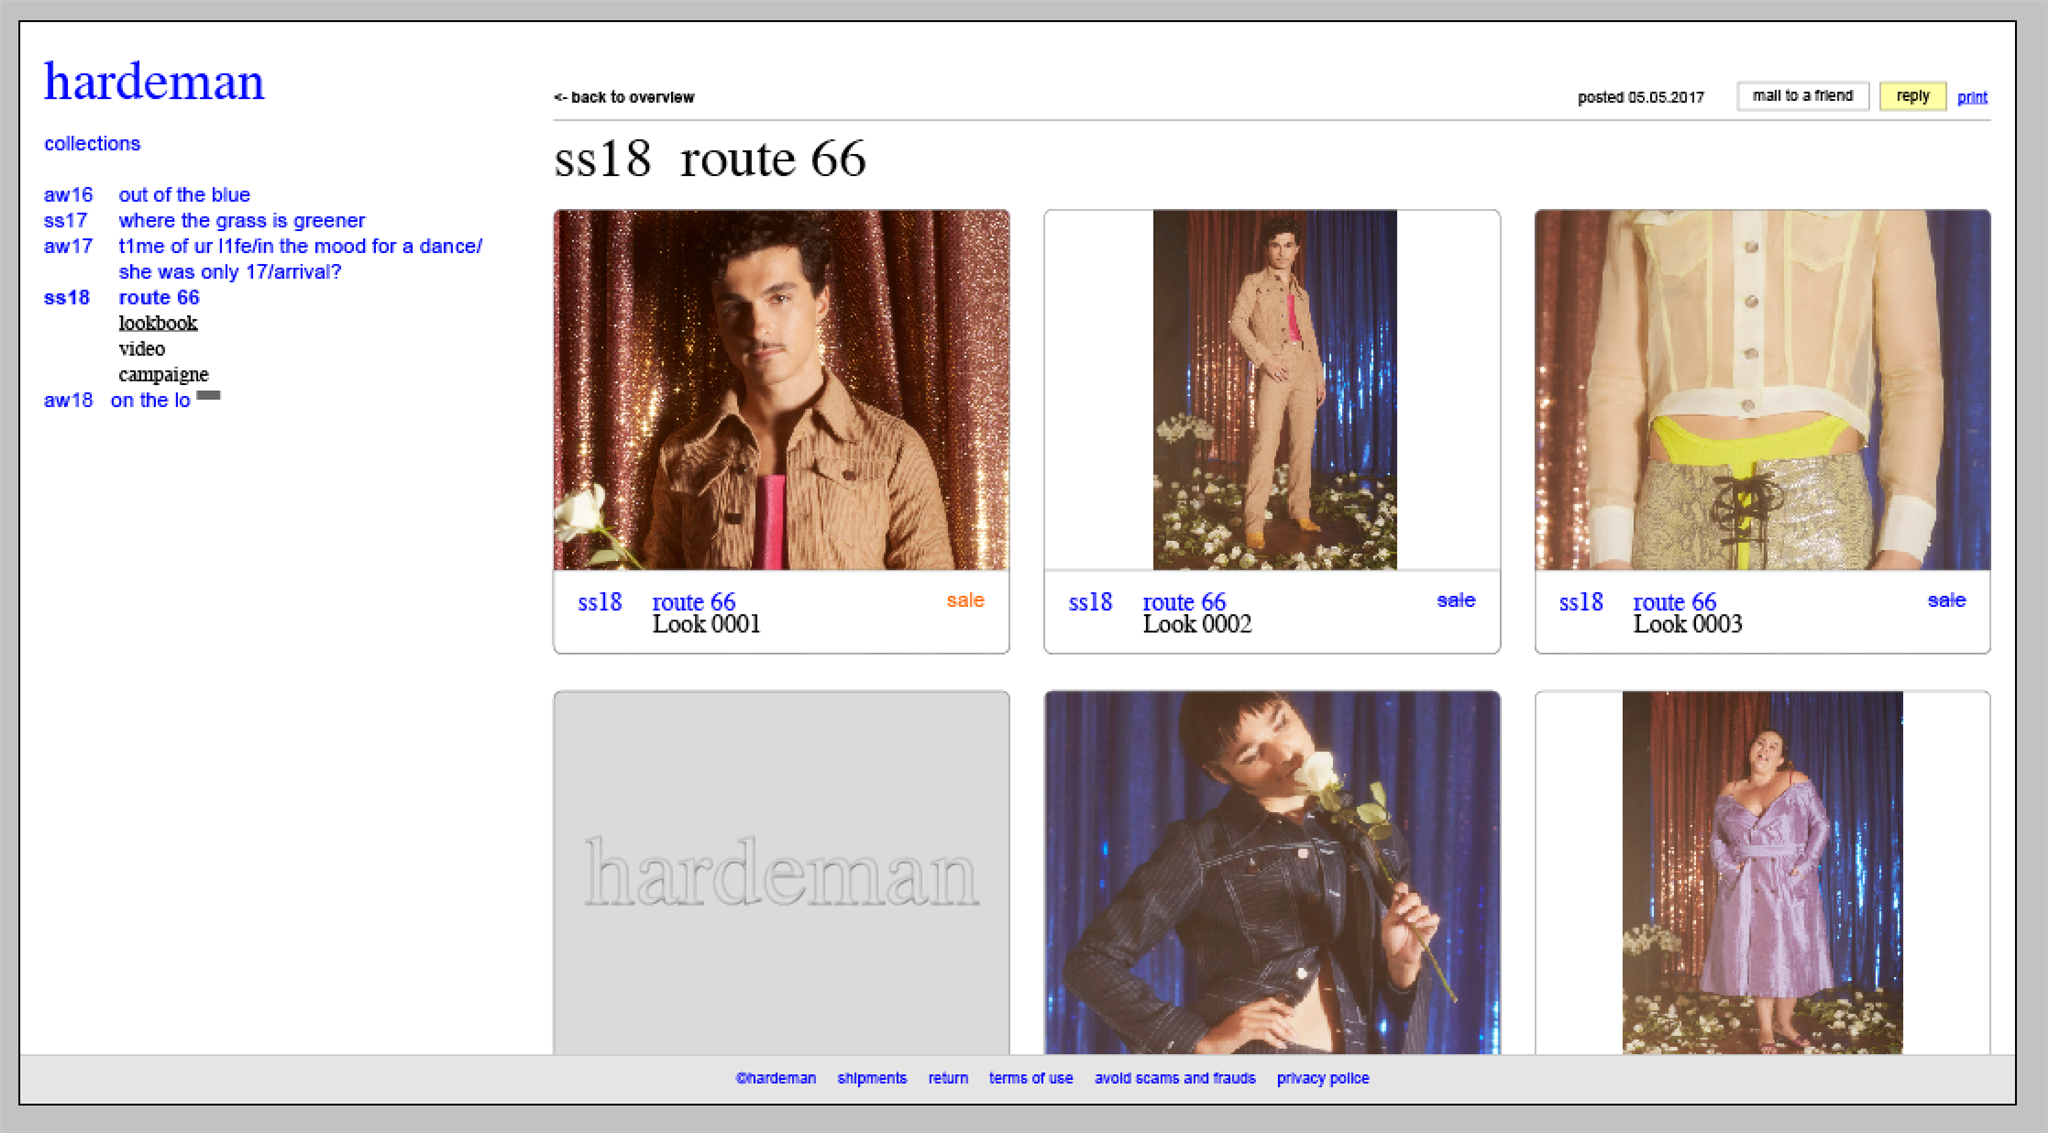 hardeman
collections
aw16 out of the blue
ss17 where the grass is greener
aw17 t1me of ur l1fe/in the mood for a dance/
she was only 17/arrival?
ss18 route 66
lookbook
video
campaigne
aw18 on the lo
<- back to overview
posted 05.05.2017
mail to a friend
reply
print
ss18 route 66
ss18 route 66 sale
Look 0001
ss18 route 66 sale
Look 0002
ss18 route 66 sale
Look 0003
hardeman
©hardeman shipments return terms of use avoid scams and frauds privacy police